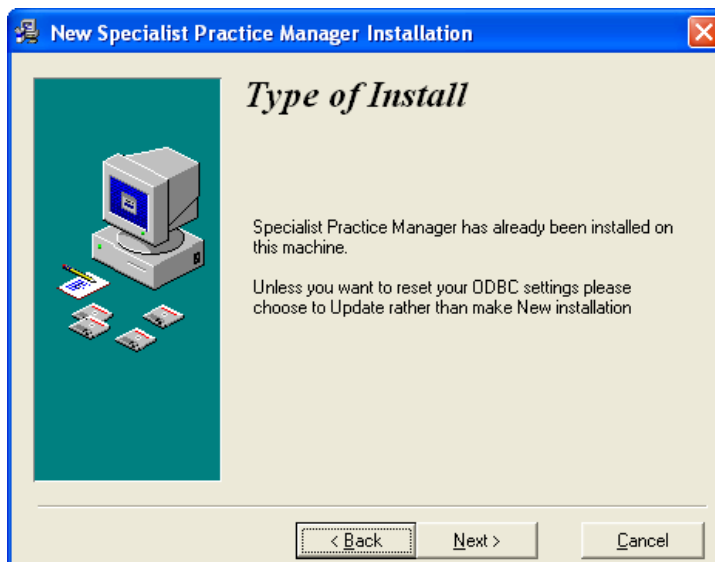 New Specialist Practice Manager Installation
Type of Install
Specialist Practice Manager has already been installed on
this machine.
Unless you want to reset your ODBC settings please
choose to Update rather than make New installation
< Back
Next >
Cancel